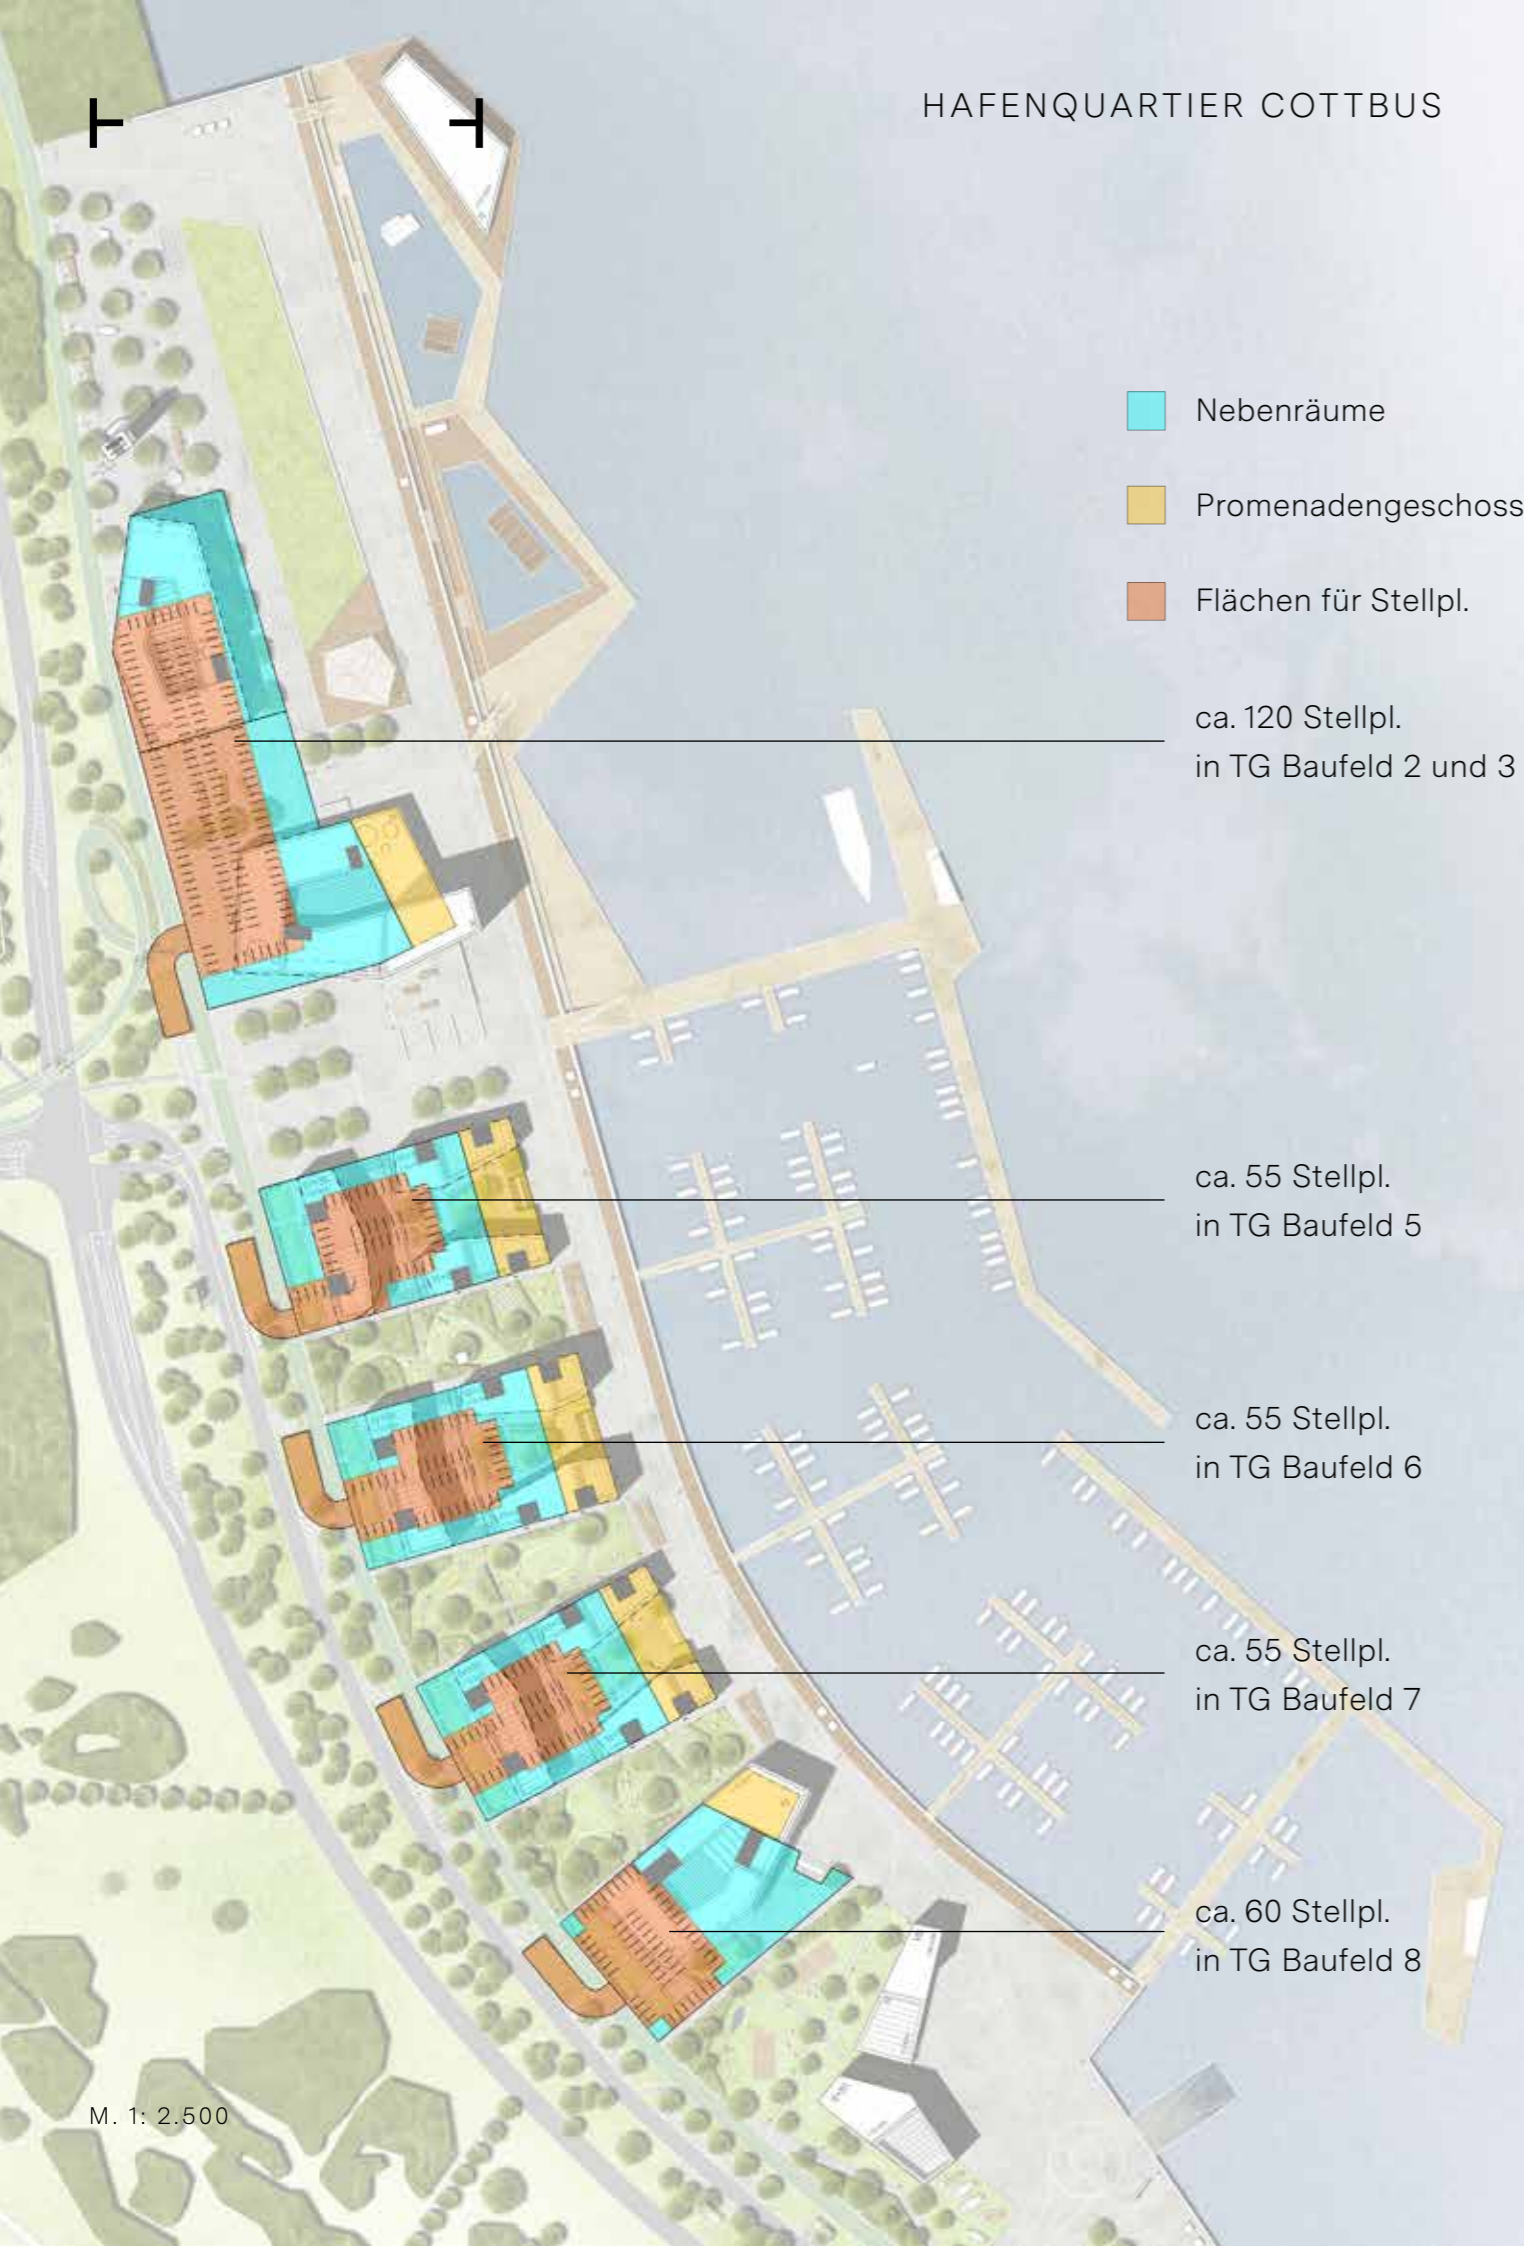 HAFENQUARTIER COTTBUS
Nebenräume
Promenadengeschoss
Flächen für Stellpl.
ca. 120 Stellpl.
in TG Baufeld 2 und 3
ca. 55 Stellpl.
in TG Baufeld 5
ca. 55 Stellpl.
in TG Baufeld 6
ca. 55 Stellpl.
in TG Baufeld 7
ca. 60 Stellpl.
in TG Baufeld 8
M. 1: 2.500